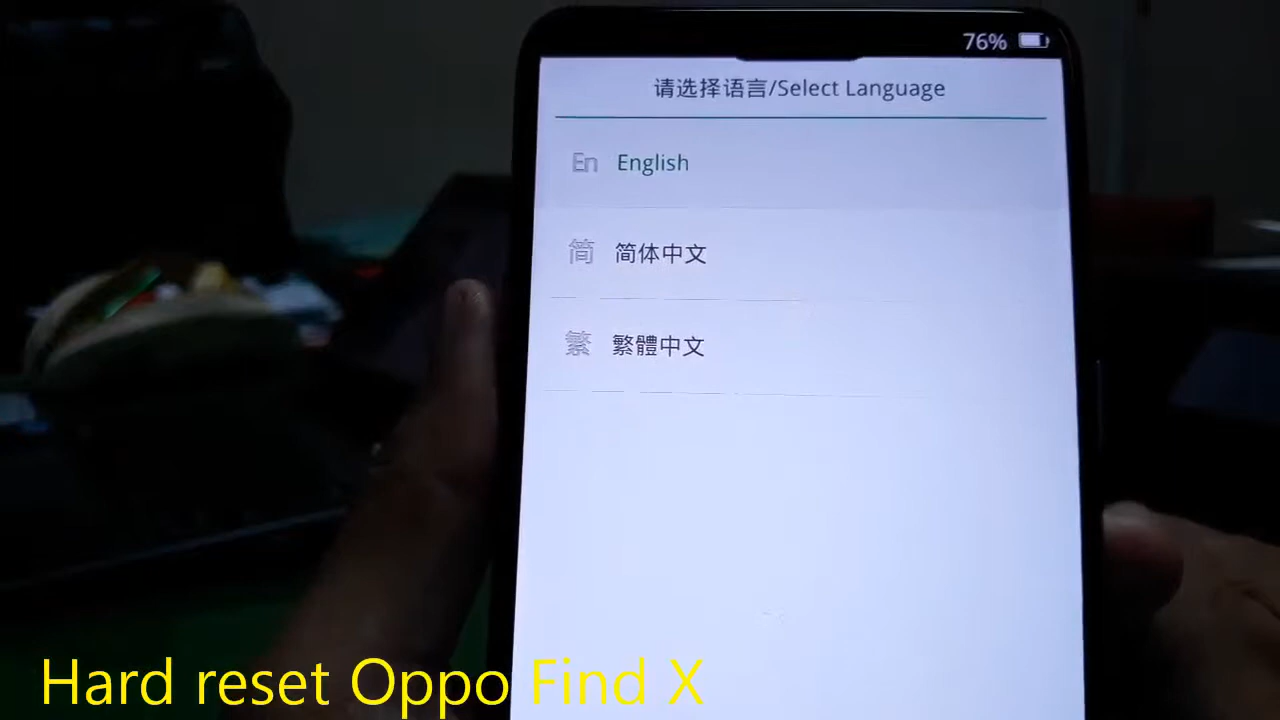 76%
请选择语言/Select Language
En English
简 简体中文
繁 繁體中文
Hard reset Oppo Find X